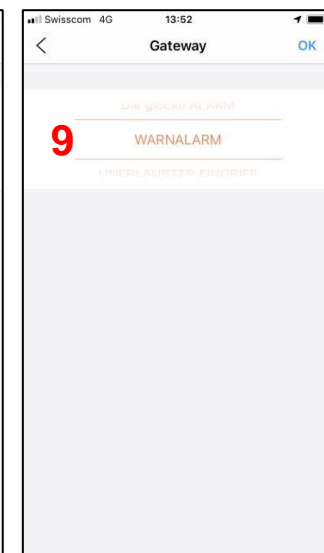 Swisscom 4G 13:52
Gateway OK
Die glocke ALARM
9 WARNALARM
UNERLAUBTER EINGRIFF